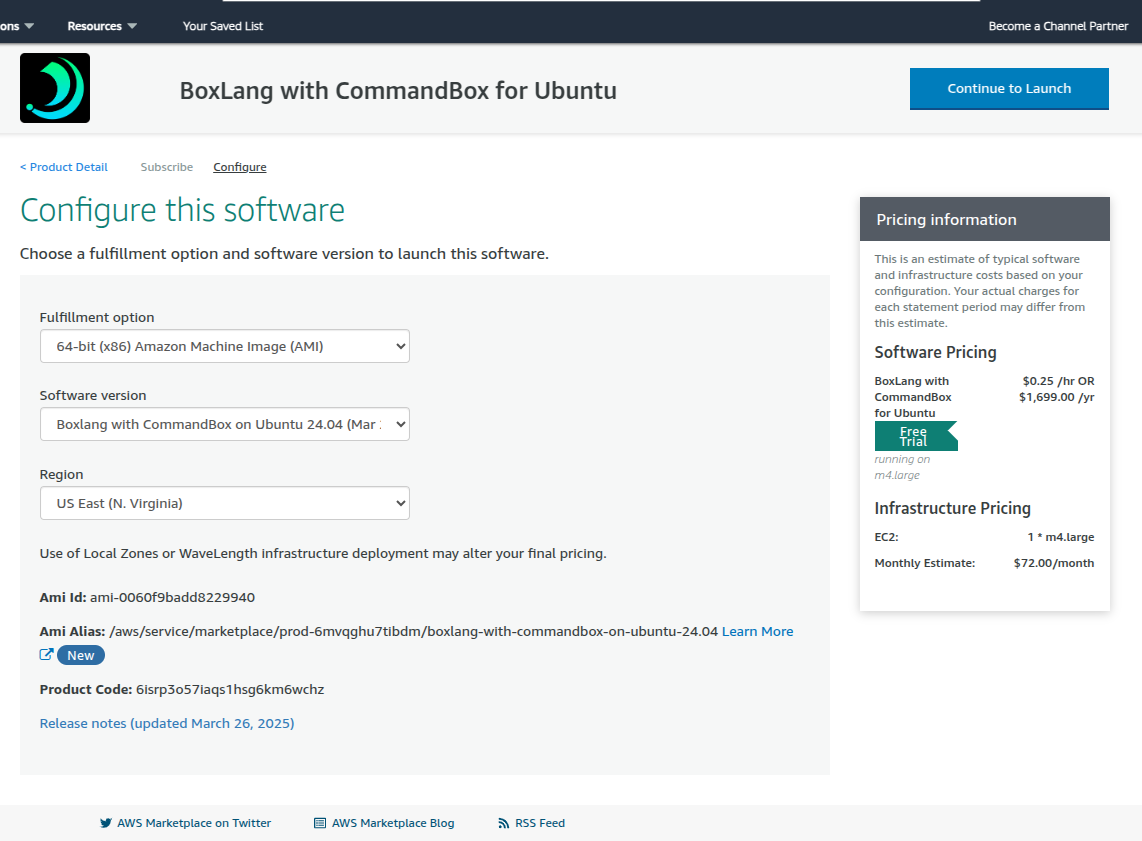 ons
Resources
Your Saved List
Become a Channel Partner
BoxLang with CommandBox for Ubuntu
Continue to Launch
< Product Detail
Subscribe
Configure
Configure this software
Choose a fulfillment option and software version to launch this software.
Fulfillment option
64-bit (x86) Amazon Machine Image (AMI)
Software version
Boxlang with CommandBox on Ubuntu 24.04 (Mar
Region
US East (N. Virginia)
Use of Local Zones or WaveLength infrastructure deployment may alter your final pricing.
Ami Id: ami-0060f9badd8229940
Ami Alias: /aws/service/marketplace/prod-6mvqghu7tibdm/boxlang-with-commandbox-on-ubuntu-24.04 Learn More
New
Product Code: 6isrp3o57iaqs1hsg6km6wchz
Release notes (updated March 26, 2025)
Pricing information
This is an estimate of typical software
and infrastructure costs based on your
configuration. Your actual charges for
each statement period may differ from
this estimate.
Software Pricing
BoxLang with $0.25 /hr OR
CommandBox $1,699.00 /yr
for Ubuntu
Free
Trial
running on
m4.large
Infrastructure Pricing
EC2: 1 * m4.large
Monthly Estimate: $72.00/month
AWS Marketplace on Twitter
AWS Marketplace Blog
RSS Feed